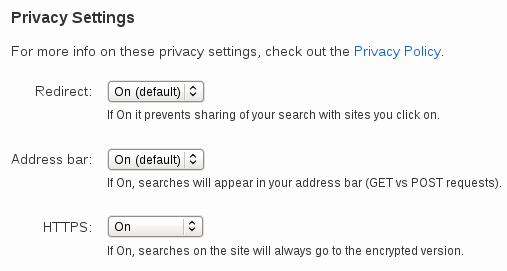 Privacy Settings
For more info on these privacy settings, check out the Privacy Policy.
Redirect: On (default)
If On it prevents sharing of your search with sites you click on.
Address bar: On (default)
If On, searches will appear in your address bar (GET vs POST requests).
HTTPS: On
If On, searches on the site will always go to the encrypted version.